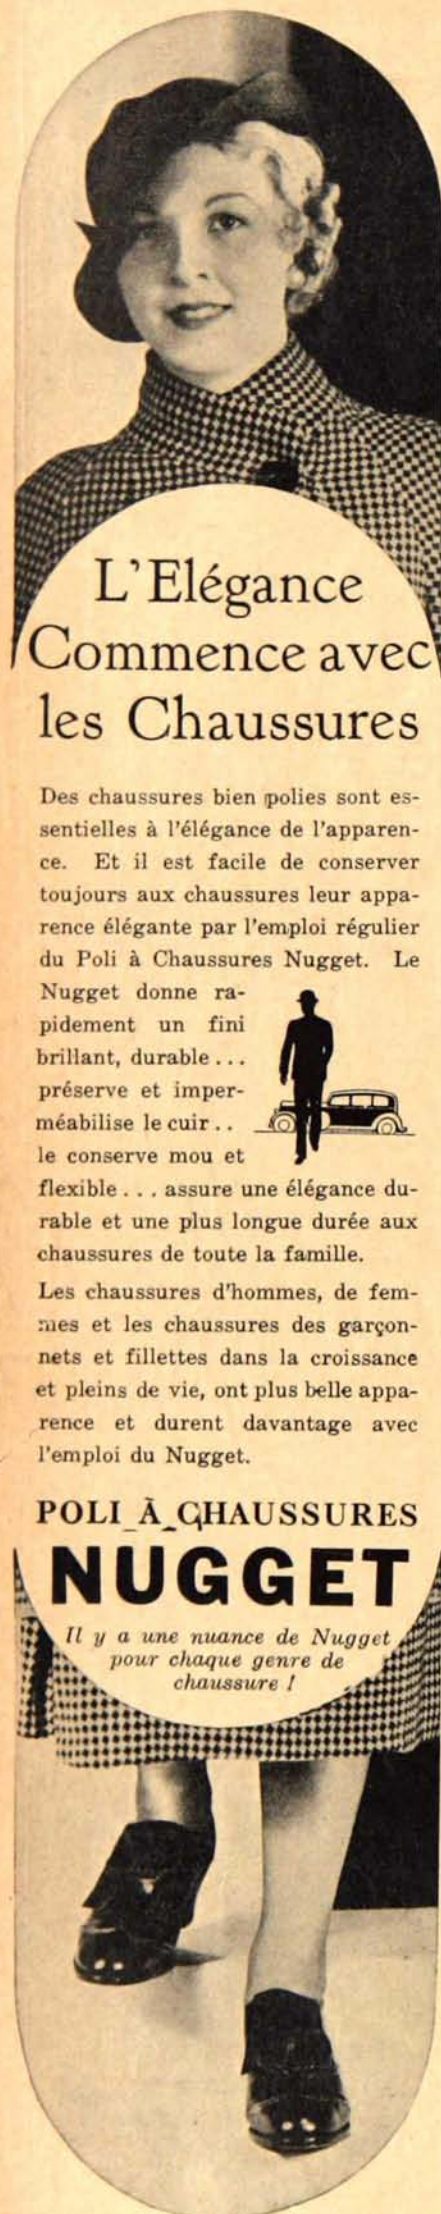 L'Elégance
Commence avec
les Chaussures
Des chaussures bien polies sont es-
sentielles à l'élégance de l'apparen-
ce. Et il est facile de conserver
toujours aux chaussures leur appa-
rence élégante par l'emploi régulier
du Poli à Chaussures Nugget. Le
Nugget donne ra-
pidement un fini
brillant, durable...
préserve et imper-
méabilise le cuir..
le conserve mou et
flexible... assure une élégance du-
rable et une plus longue durée aux
chaussures de toute la famille.
Les chaussures d'hommes, de fem-
mes et les chaussures des garçon-
nets et fillettes dans la croissance
et pleins de vie, ont plus belle appa-
rence et durent davantage avec
l'emploi du Nugget.
POLI À CHAUSSURES
NUGGET
Il y a une nuance de Nugget
pour chaque genre de
chaussure !